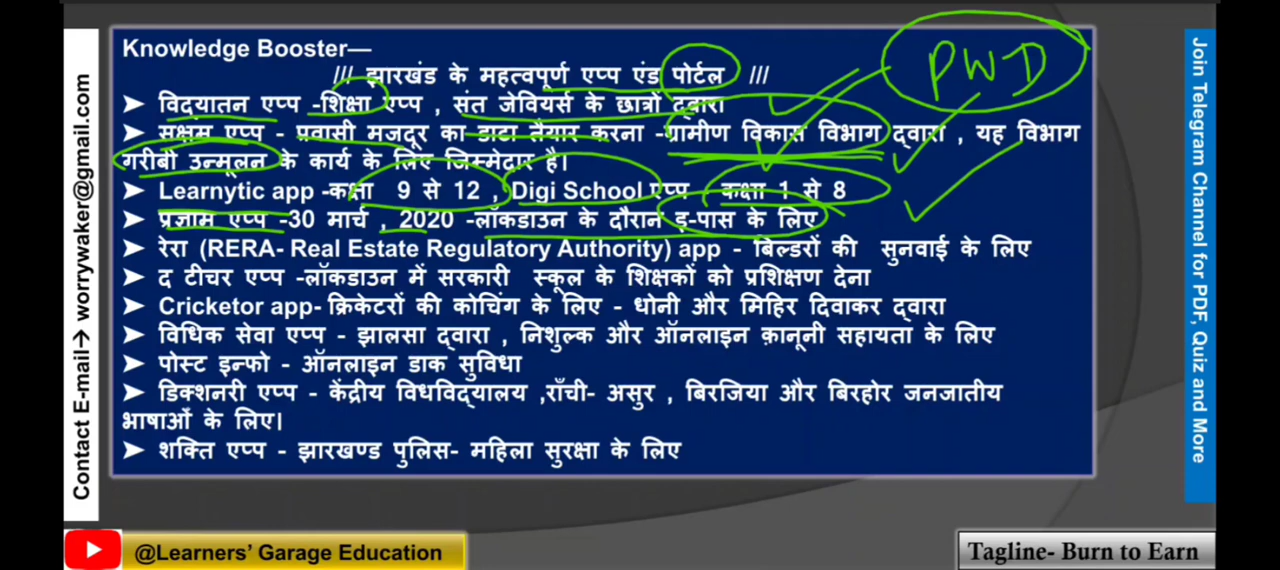 Knowledge Booster—
/// झारखंड के महत्वपूर्ण एप्प एंड पोर्टल ///
➤ विद्यातन एप्प -शिक्षा एप्प , संत जेवियर्स के छात्रों द्वारा
➤ सक्षम एप्प - प्रवासी मजदूर का डाटा तैयार करना -ग्रामीण विकास विभाग द्वारा , यह विभाग
गरीबी उन्मूलन के कार्य के लिए जिम्मेदार है।
➤ Learnytic app -कक्षा 9 से 12 , Digi School एप्प कक्षा 1 से 8
➤ प्रज्ञाम एप्प -30 मार्च , 2020 -लॉकडाउन के दौरान इ-पास के लिए
➤ रेरा (RERA- Real Estate Regulatory Authority) app - बिल्डरों की सुनवाई के लिए
➤ द टीचर एप्प -लॉकडाउन में सरकारी स्कूल के शिक्षकों को प्रशिक्षण देना
➤ Cricketor app- क्रिकेटरों की कोचिंग के लिए - धोनी और मिहिर दिवाकर द्वारा
➤ विधिक सेवा एप्प - झालसा द्वारा , निशुल्क और ऑनलाइन क़ानूनी सहायता के लिए
➤ पोस्ट इन्फो - ऑनलाइन डाक सुविधा
➤ डिक्शनरी एप्प - केंद्रीय विधविद्यालय ,राँची- असुर , बिरजिया और बिरहोर जनजातीय
भाषाओं के लिए।
➤ शक्ति एप्प - झारखण्ड पुलिस- महिला सुरक्षा के लिए
PWD
Contact E-mail→ worrywaker@gmail.com
Join Telegram Channel for PDF, Quiz and More
@Learners' Garage Education
Tagline- Burn to Earn